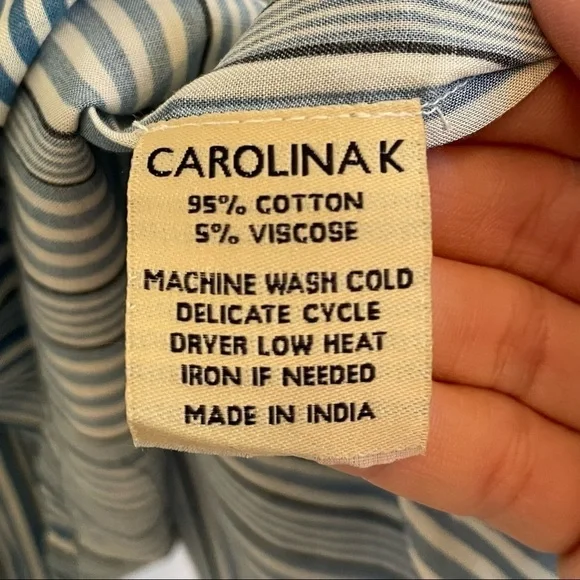 CAROLINA K
95% COTTON
5% VISCOSE
MACHINE WASH COLD
DELICATE CYCLE
DRYER LOW HEAT
IRON IF NEEDED
MADE IN INDIA